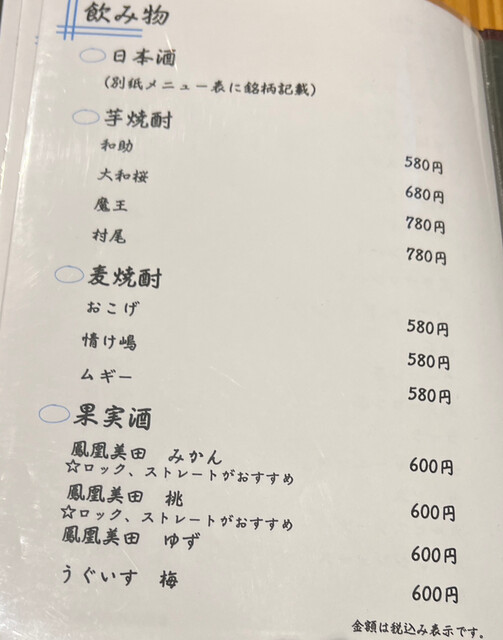 飲み物
日本酒
(別紙メニュー表に銘柄記載)
芋焼酎
和助 580円
大和桜 680円
魔王 780円
村尾 780円
麦焼酎
おこげ 580円
情け嶋 580円
ムギー 580円
果実酒
鳳凰美田 みかん 600円
☆ロック、ストレートがおすすめ
鳳凰美田 桃 600円
☆ロック、ストレートがおすすめ
鳳凰美田 ゆず 600円
うぐいす 梅 600円
金額は税込み表示です。